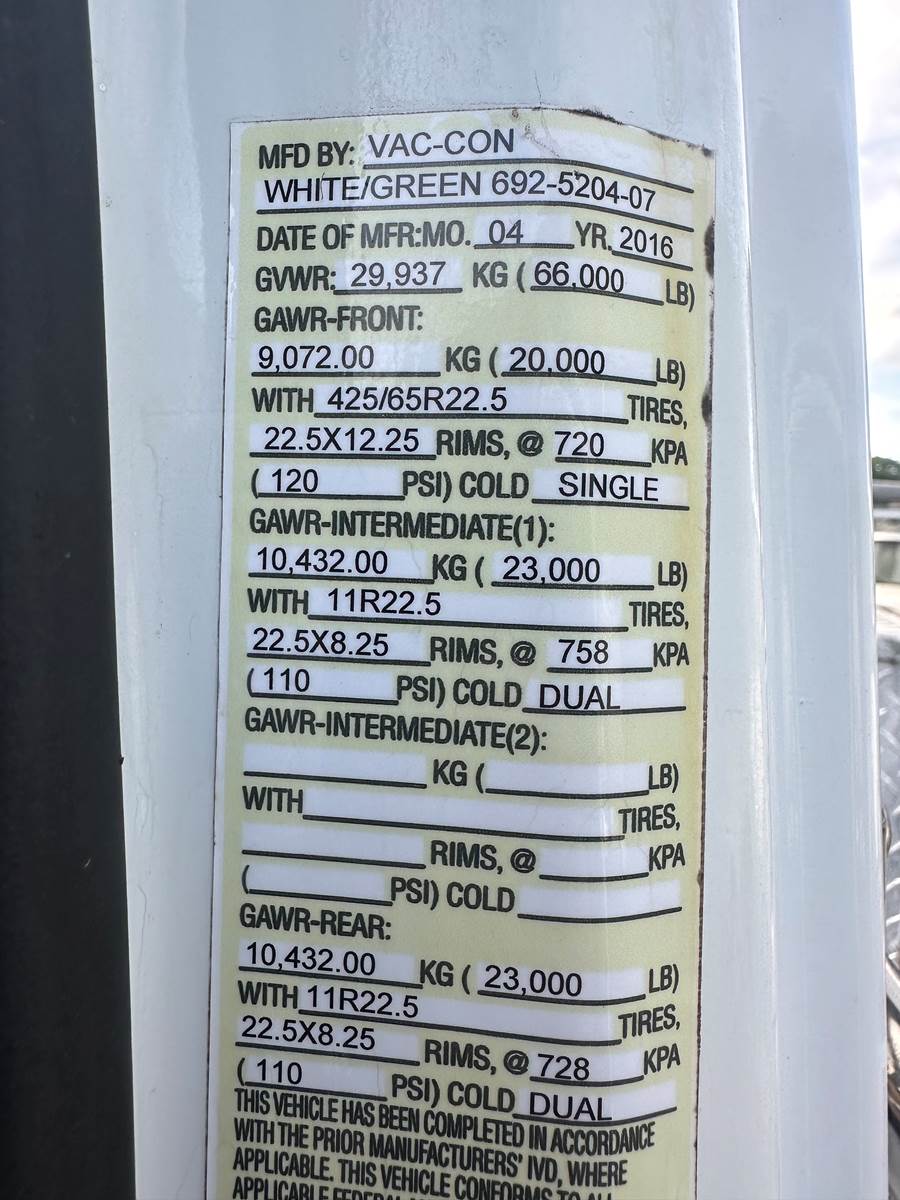 MFD BY: VAC-CON
WHITE/GREEN 692-5204-07
DATE OF MFR:MO. 04 YR. 2016
GVWR: 29,937 KG ( 66,000 LB)
GAWR-FRONT:
9,072.00 KG ( 20,000 LB)
WITH 425/65R22.5 TIRES,
22.5X12.25 RIMS, @ 720 KPA
( 120 PSI) COLD SINGLE
GAWR-INTERMEDIATE(1):
10,432.00 KG ( 23,000 LB)
WITH 11R22.5 TIRES,
22.5X8.25 RIMS, @ 758 KPA
( 110 PSI) COLD DUAL
GAWR-INTERMEDIATE(2):
KG ( LB)
WITH TIRES,
RIMS, @ KPA
( PSI) COLD
GAWR-REAR:
10,432.00 KG ( 23,000 LB)
WITH 11R22.5 TIRES,
22.5X8.25 RIMS, @ 728 KPA
( 110 PSI) COLD DUAL
THIS VEHICLE HAS BEEN COMPLETED IN ACCORDANCE
WITH THE PRIOR MANUFACTURERS' IVD, WHERE
APPLICABLE. THIS VEHICLE CONFORMS TO ALL
APPLICABLE FEDERAL